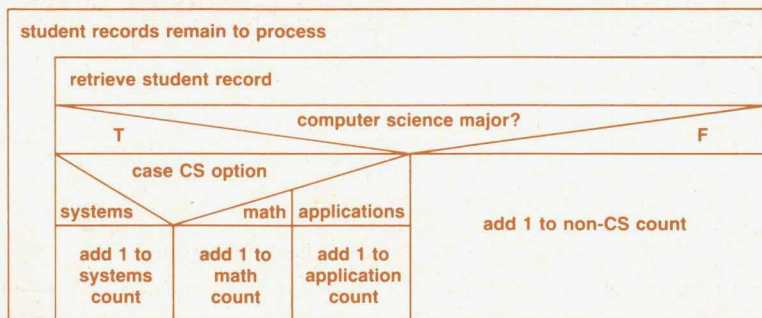 student records remain to process
retrieve student record
computer science major?
T
F
case CS option
systems
math
applications
add 1 to non-CS count
add 1 to
systems
count
add 1 to
math
count
add 1 to
application
count